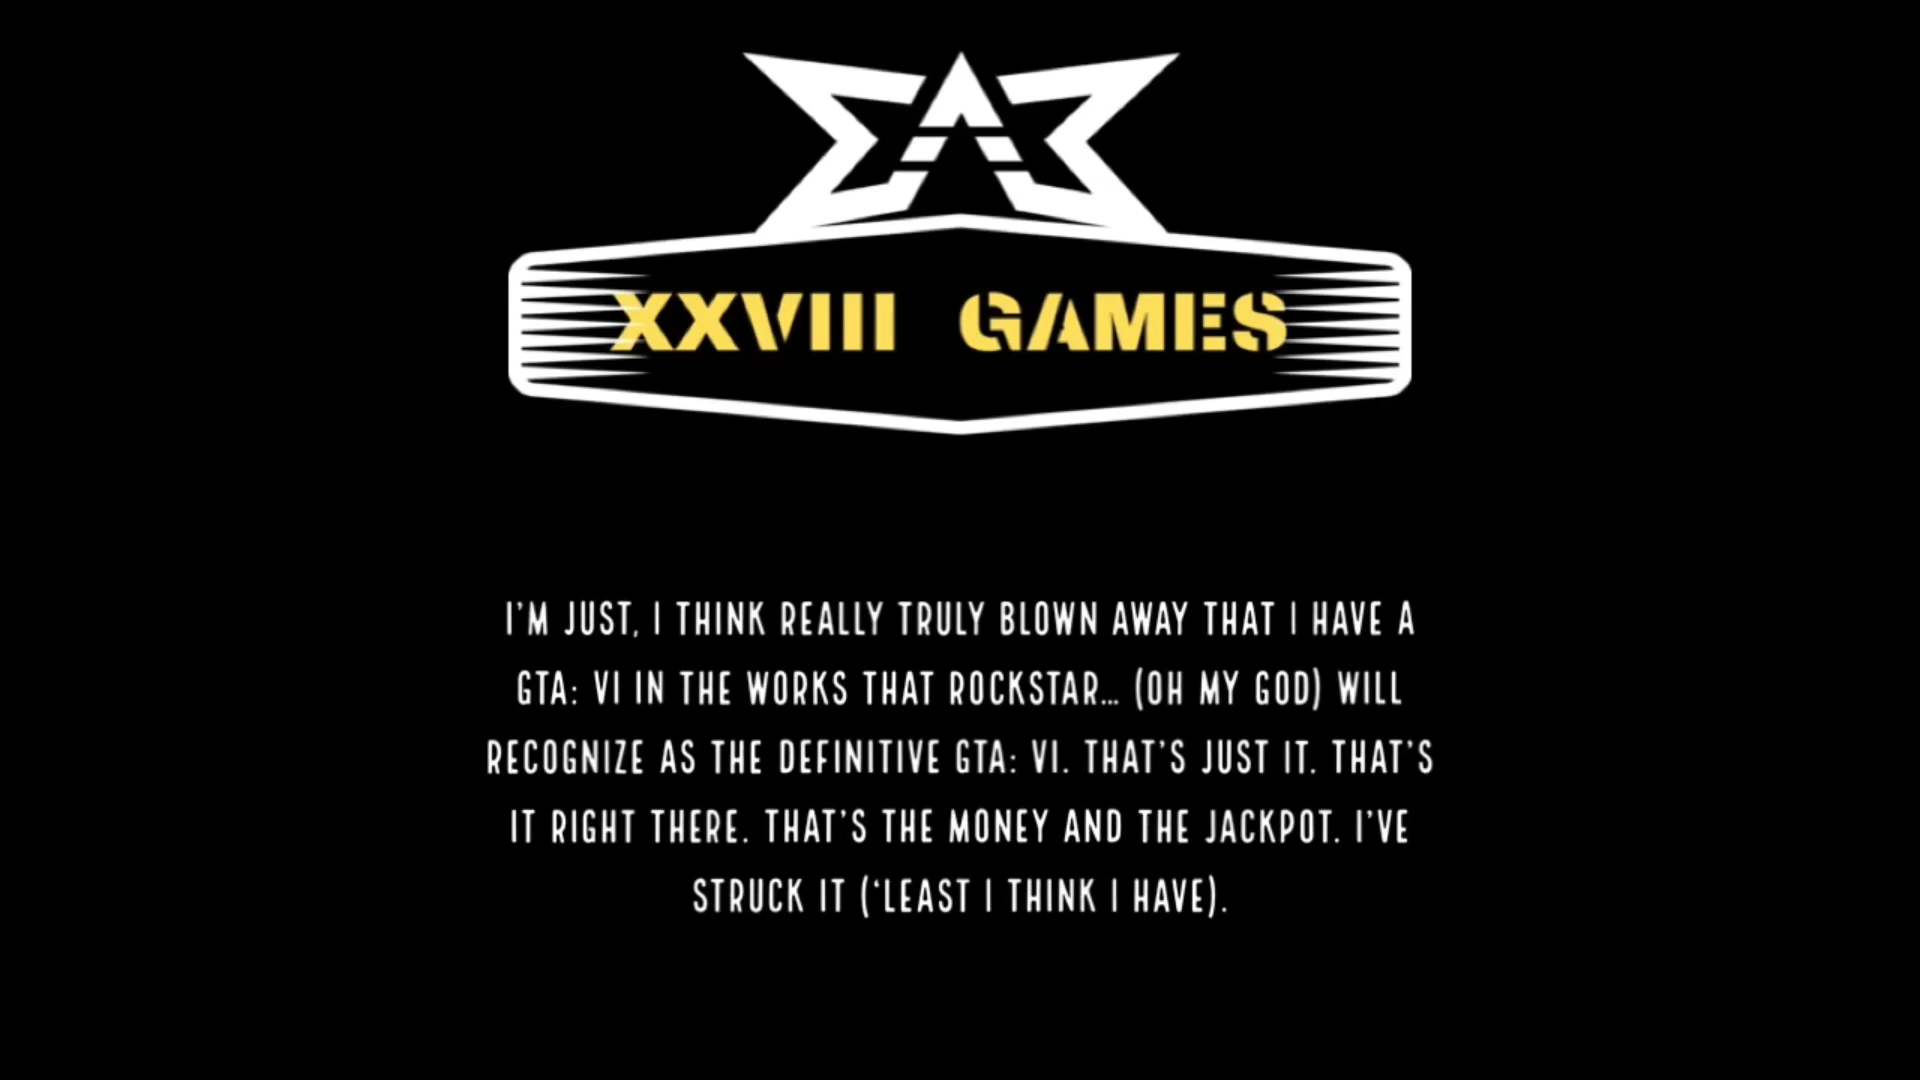 XXVIII GAMES
I'M JUST, I THINK REALLY TRULY BLOWN AWAY THAT I HAVE A
GTA: VI IN THE WORKS THAT ROCKSTAR... (OH MY GOD) WILL
RECOGNIZE AS THE DEFINITIVE GTA: VI. THAT'S JUST IT. THAT'S
IT RIGHT THERE. THAT'S THE MONEY AND THE JACKPOT. I'VE
STRUCK IT (‘LEAST I THINK I HAVE).